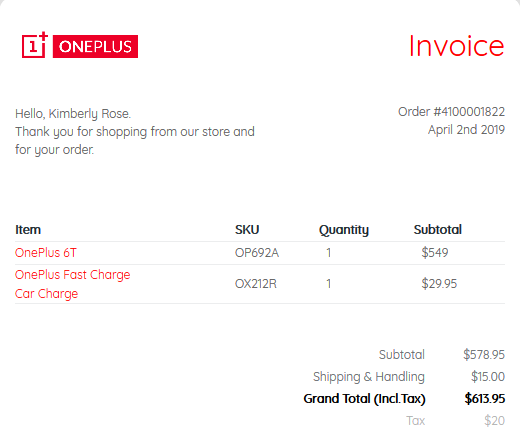 1+ ONEPLUS
Invoice
Hello, Kimberly Rose.
Thank you for shopping from our store and
for your order.
Order #4100001822
April 2nd 2019
Item SKU Quantity Subtotal
OnePlus 6T OP692A 1 $549
OnePlus Fast Charge
Car Charge OX212R 1 $29.95
Subtotal $578.95
Shipping & Handling $15.00
Grand Total (Incl.Tax) $613.95
Tax $20